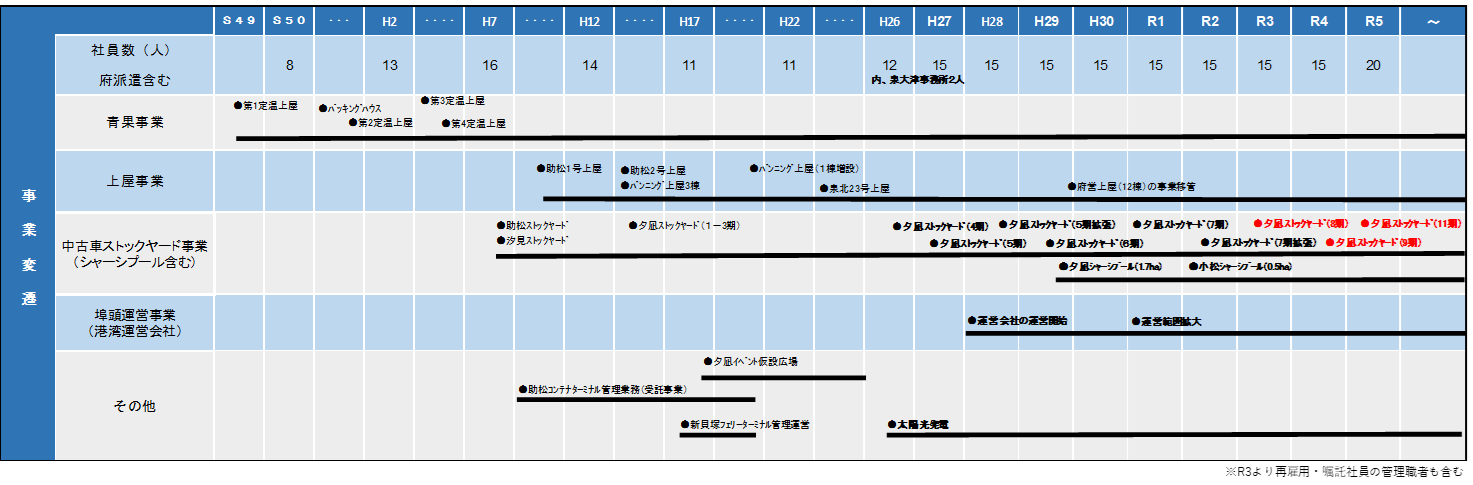 S49 S50 ・・・ H2 ・・・・ H7 ・・・・ H12 ・・・・ H17 ・・・・ H22 ・・・・ H26 H27 H28 H29 H30 R1 R2 R3 R4 R5 ～
事業変遷
社員数（人）
府派遣含む
8 13 16 14 11 11 12 15 15 15 15 15 15 15 15 20
内、泉大津事務所2人
青果事業
●第1定温上屋
●パッキングハウス
●第2定温上屋
●第3定温上屋
●第4定温上屋
上屋事業
●助松1号上屋
●助松2号上屋
●バンニング上屋3棟
●バンニング上屋（1棟増設）
●泉北23号上屋
●府営上屋（12棟）の事業移管
中古車ストックヤード事業
（シャーシプール含む）
●助松ストックヤード
●汐見ストックヤード
●夕凪ストックヤード（1－3期）
●夕凪ストックヤード（4期）
●夕凪ストックヤード（5期）
●夕凪ストックヤード（5期拡張）
●夕凪ストックヤード（6期）
●夕凪ストックヤード（7期）
●夕凪ストックヤード（7期拡張）
●夕凪ストックヤード（8期）
●夕凪ストックヤード（9期）
●夕凪ストックヤード（11期）
●夕凪シャーシプール（1.7ha）
●小松シャーシプール（0.5ha）
埠頭運営事業
（港湾運営会社）
●運営会社の運営開始
●運営範囲拡大
その他
●夕凪イベント仮設広場
●助松コンテナターミナル管理業務（受託事業）
●新貝塚フェリーターミナル管理運営
●太陽光発電
※R3より再雇用・嘱託社員の管理職者も含む